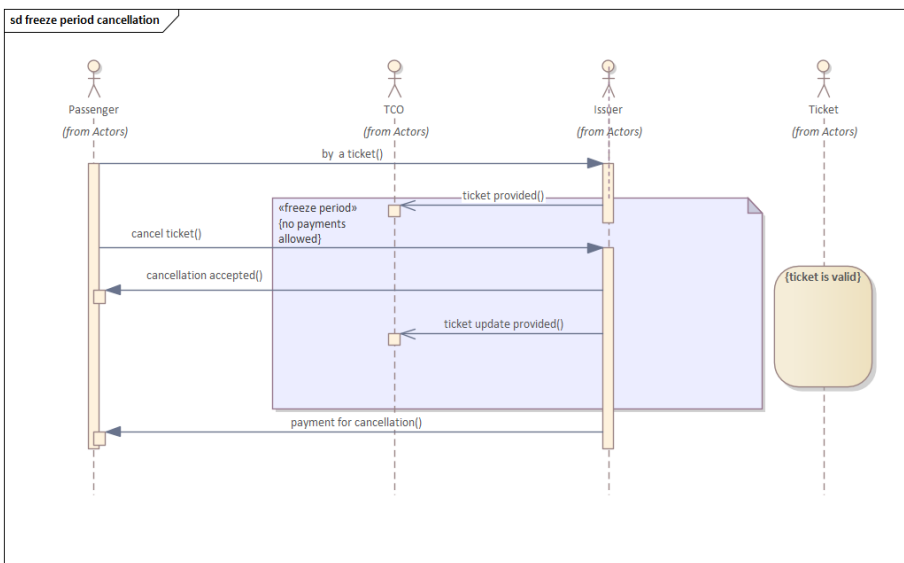 sd freeze period cancellation
Passenger
(from Actors)
TCO
(from Actors)
Issuer
(from Actors)
Ticket
(from Actors)
by a ticket()
ticket provided()
«freeze period»
{no payments
allowed}
cancel ticket()
cancellation accepted()
{ticket is valid}
ticket update provided()
payment for cancellation()